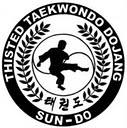 THISTED TAEKWONDO DOJANG
태권도
SUN-DO